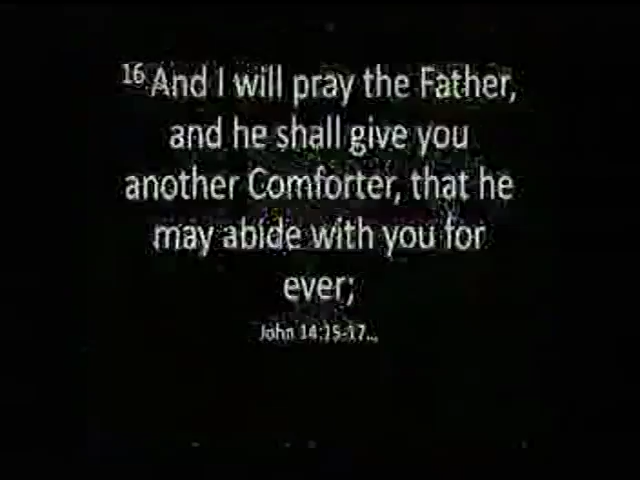 16 And I will pray the Father,
and he shall give you
another Comforter, that he
may abide with you for
ever;
John 14:15-17...